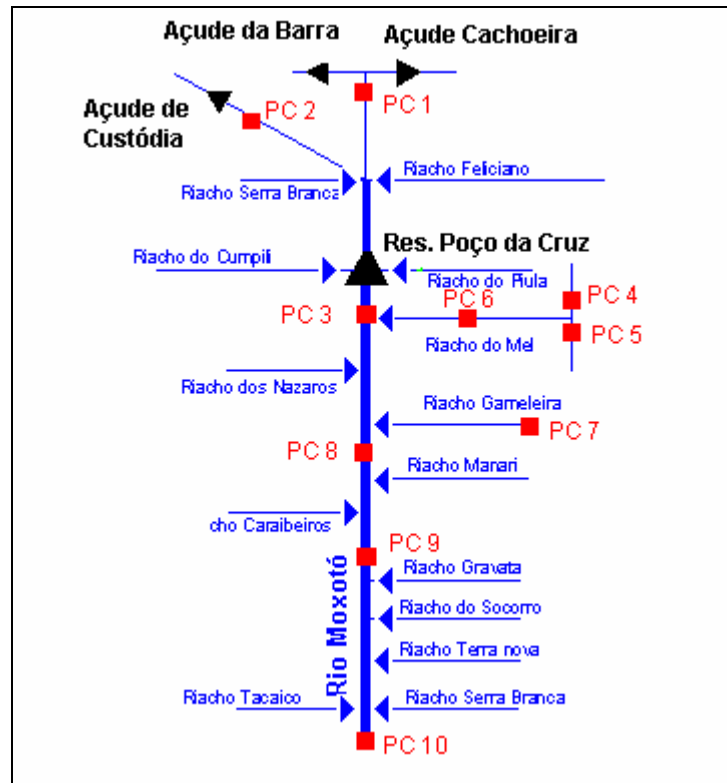 Açude da Barra
Açude Cachoeira
Açude de
Custódia
PC 2
PC 1
Riacho Serra Branca
Riacho Feliciano
Res. Poço da Cruz
Riacho do Cumpili
Riacho do Piula
PC 3
PC 6
PC 4
PC 5
Riacho do Mel
Riacho dos Nazaros
Riacho Gameleira
PC 7
PC 8
Riacho Manari
cho Caraibeiros
PC 9
Riacho Gravata
Riacho do Socorro
Rio Moxotó
Riacho Terra nova
Riacho Tacaico
Riacho Serra Branca
PC 10